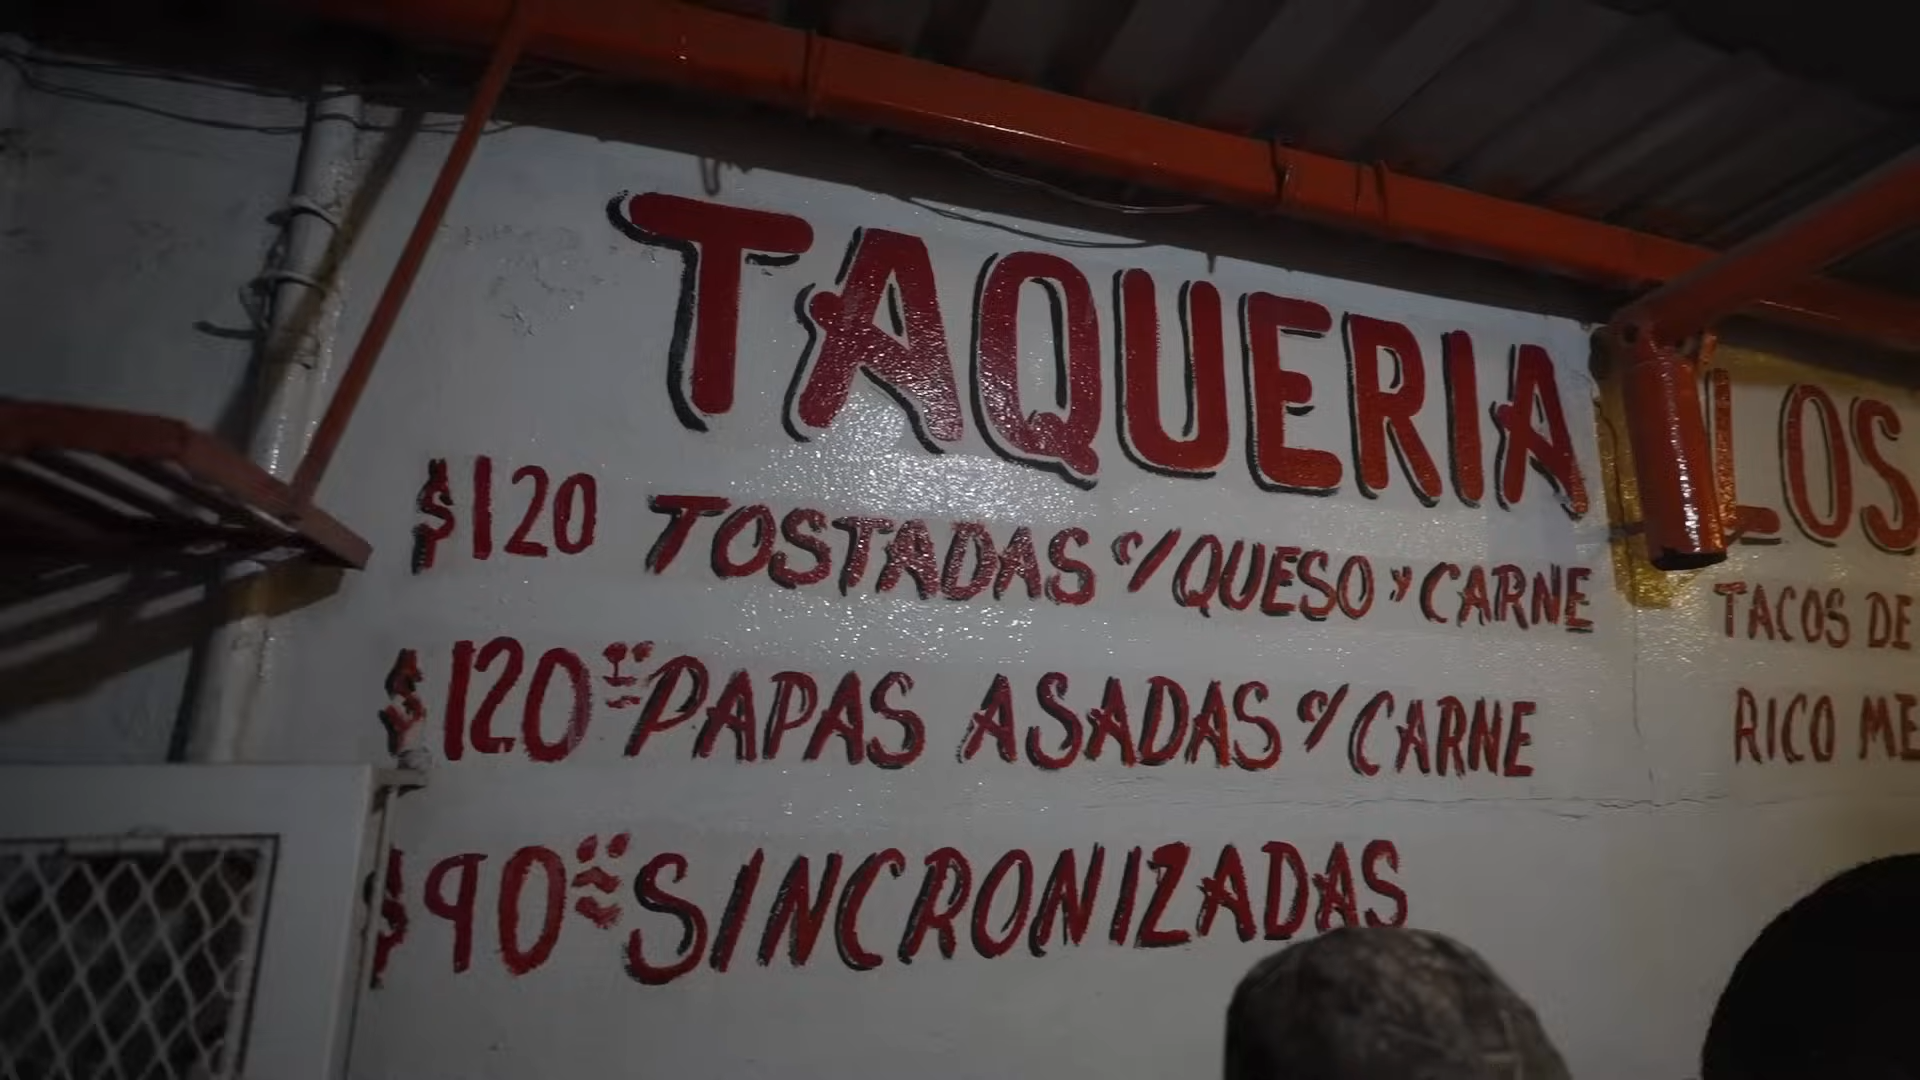 TAQUERIA
$120 TOSTADAS C/QUESO Y CARNE
$120 PAPAS ASADAS C/CARNE
$90 SINCRONIZADAS
LOS
TACOS DE
RICO